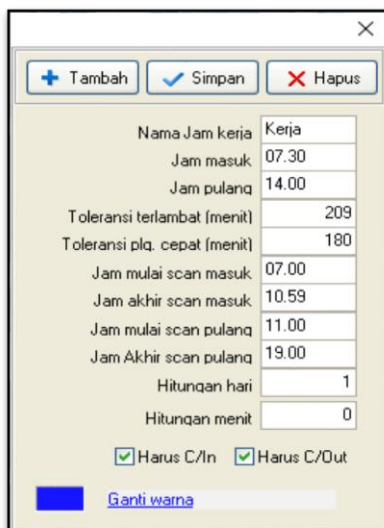 Tambah Simpan Hapus
Nama Jam kerja Kerja
Jam masuk 07.30
Jam pulang 14.00
Toleransi terlambat (menit) 209
Toleransi plg. cepat (menit) 180
Jam mulai scan masuk 07.00
Jam akhir scan masuk 10.59
Jam mulai scan pulang 11.00
Jam Akhir scan pulang 19.00
Hitungan hari 1
Hitungan menit 0
Harus C/In Harus C/Out
Ganti warna